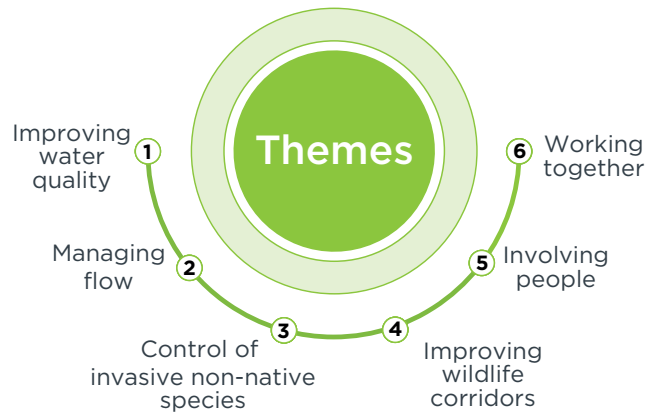 Themes
1
Improving
water
quality
2
Managing
flow
3
Control of
invasive non-native
species
4
Improving
wildlife
corridors
5
Involving
people
6
Working
together